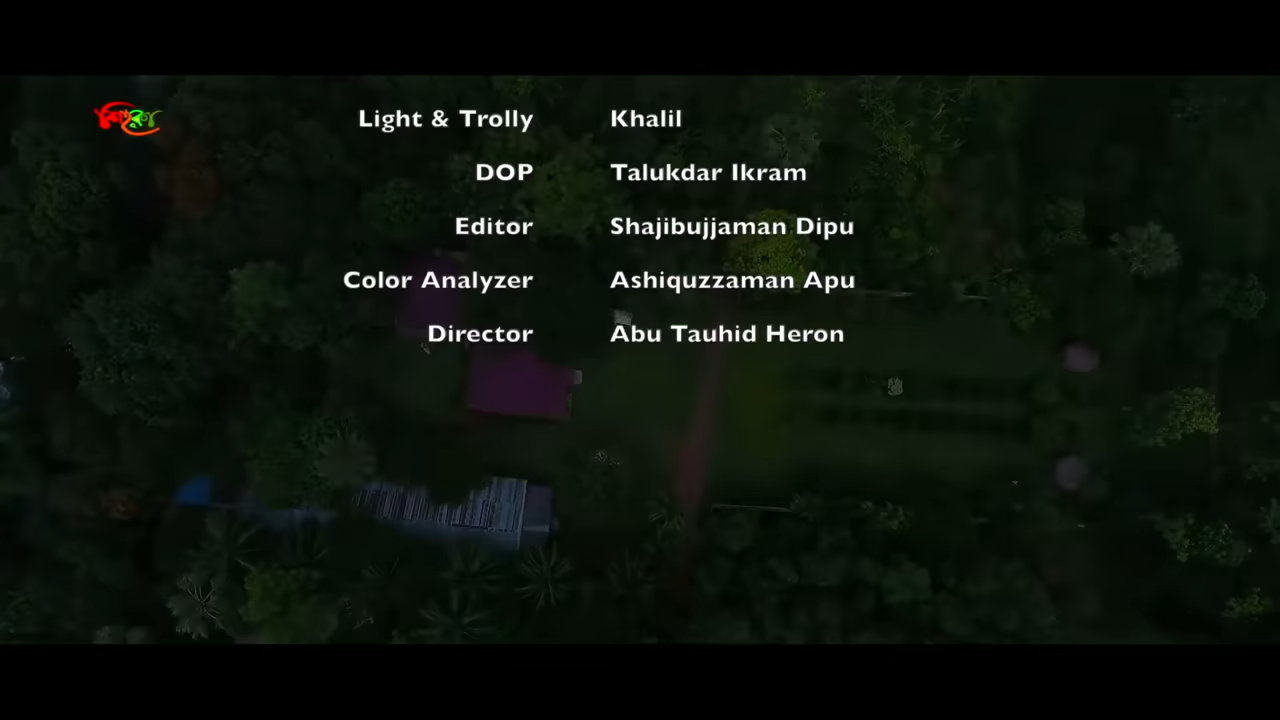 Light & Trolly Khalil
DOP Talukdar Ikram
Editor Shajibujjaman Dipu
Color Analyzer Ashiquzzaman Apu
Director Abu Tauhid Heron